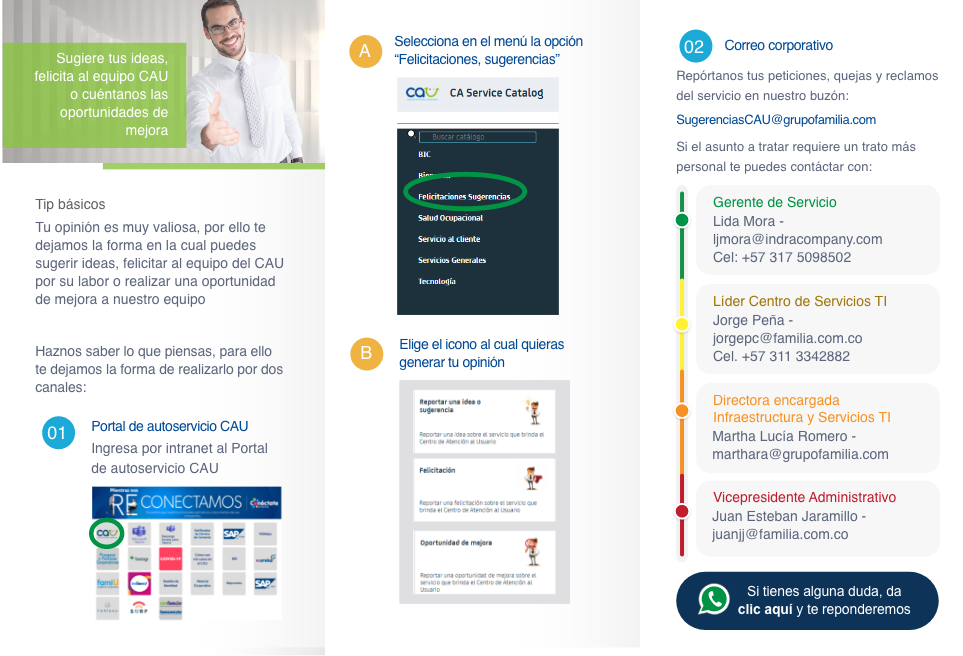 Sugiere tus ideas,
felicita al equipo CAU
o cuéntanos las
oportunidades de
mejora
Tip básicos
Tu opinión es muy valiosa, por ello te
dejamos la forma en la cual puedes
sugerir ideas, felicitar al equipo del CAU
por su labor o realizar una oportunidad
de mejora a nuestro equipo
Haznos saber lo que piensas, para ello
te dejamos la forma de realizarlo por dos
canales:
01
Portal de autoservicio CAU
Ingresa por intranet al Portal
de autoservicio CAU
Mientras nos
RE CONECTAMOS
Conéctate
cau
SAP
familia
SAP
SURF
A
Selecciona en el menú la opción
“Felicitaciones, sugerencias”
cau
CA Service Catalog
Buscar catálogo
BIC
Felicitaciones Sugerencias
Salud Ocupacional
Servicio al cliente
Servicios Generales
Tecnología
B
Elige el icono al cual quieras
generar tu opinión
Reportar una idea o
sugerencia
Reportar una idea sobre el servicio que brinda el
Centro de Atención al Usuario
Felicitación
Reportar una felicitación sobre el servicio que
brinda el Centro de Atención al Usuario
Oportunidad de mejora
Reportar una oportunidad de mejora sobre el
servicio que brinda el Centro de Atención al
Usuario
02
Correo corporativo
Repórtanos tus peticiones, quejas y reclamos
del servicio en nuestro buzón:
SugerenciasCAU@grupofamilia.com
Si el asunto a tratar requiere un trato más
personal te puedes contáctar con:
Gerente de Servicio
Lida Mora -
ljmora@indracompany.com
Cel: +57 317 5098502
Lider Centro de Servicios TI
Jorge Peña -
jorgepc@familia.com.co
Cel. +57 311 3342882
Directora encargada
Infraestructura y Servicios TI
Martha Lucía Romero -
marthara@grupofamilia.com
Vicepresidente Administrativo
Juan Esteban Jaramillo -
juanjj@familia.com.co
Si tienes alguna duda, da
clic aquí y te reponderemos